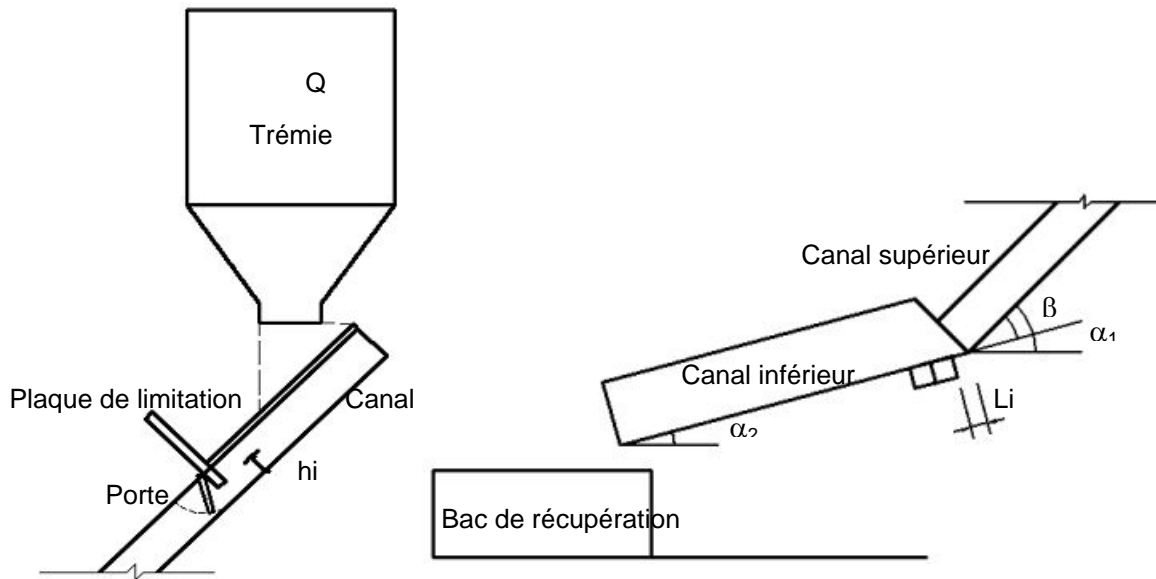 Q
Trémie
Plaque de limitation
Canal
hi
Porte
Canal supérieur
β
α₁
Canal inférieur
Li
α₂
Bac de récupération